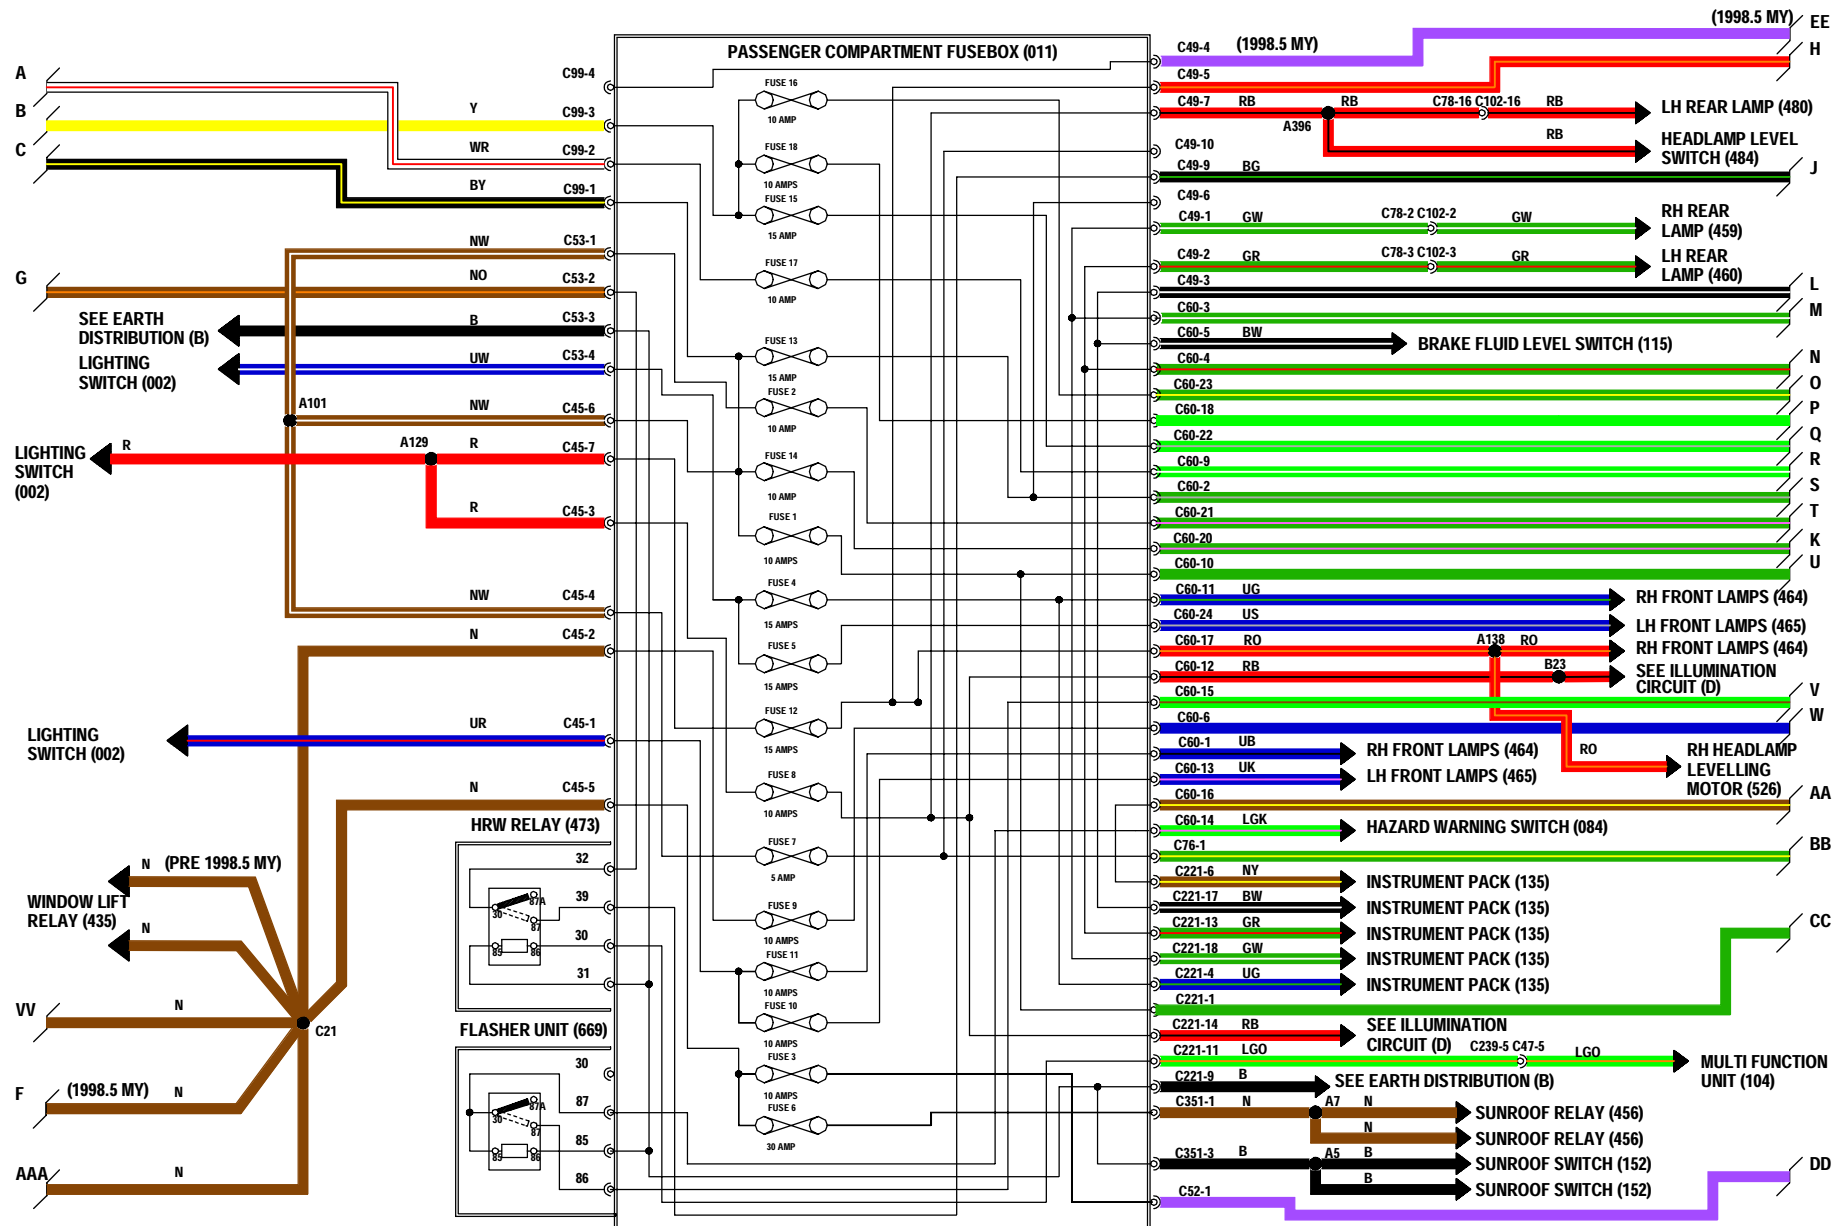 PASSENGER COMPARTMENT FUSEBOX (011)
A
B
C
G
SEE EARTH
DISTRIBUTION (B)
LIGHTING
SWITCH (002)
LIGHTING
SWITCH
(002)
LIGHTING
SWITCH (002)
(PRE 1998.5 MY)
WINDOW LIFT
RELAY (435)
VV
F
(1998.5 MY)
AAA
C21
A101
A129
C99-4
Y C99-3
WR C99-2
BY C99-1
NW C53-1
NO C53-2
B C53-3
UW C53-4
NW C45-6
R R C45-7
R C45-3
NW C45-4
N C45-2
UR C45-1
N C45-5
N
N
N
N
N
HRW RELAY (473)
32
39
30
31
30
87A
87
85
86
FLASHER UNIT (669)
30
87
85
86
30
87A
87
85
86
FUSE 16
10 AMP
FUSE 18
10 AMPS
FUSE 15
15 AMP
FUSE 17
10 AMP
FUSE 13
15 AMP
FUSE 2
10 AMP
FUSE 14
10 AMP
FUSE 1
10 AMPS
FUSE 4
15 AMPS
FUSE 5
15 AMPS
FUSE 12
15 AMPS
FUSE 8
10 AMPS
FUSE 7
5 AMP
FUSE 9
10 AMPS
FUSE 11
10 AMPS
FUSE 10
10 AMPS
FUSE 3
10 AMPS
FUSE 6
30 AMP
C49-4 (1998.5 MY) (1998.5 MY) EE
C49-5 H
C49-7 RB RB C78-16 C102-16 RB LH REAR LAMP (480)
A396
RB HEADLAMP LEVEL
SWITCH (484)
C49-10
C49-9 BG J
C49-6
C49-1 GW C78-2 C102-2 GW RH REAR
LAMP (459)
C49-2 GR C78-3 C102-3 GR LH REAR
LAMP (460)
C49-3 L
C60-3 M
C60-5 BW BRAKE FLUID LEVEL SWITCH (115)
C60-4 N
C60-23 O
C60-18 P
C60-22 Q
C60-9 R
C60-2 S
C60-21 T
C60-20 K
C60-10 U
C60-11 UG RH FRONT LAMPS (464)
C60-24 US LH FRONT LAMPS (465)
C60-17 RO A138 RO RH FRONT LAMPS (464)
C60-12 RB B23 SEE ILLUMINATION
CIRCUIT (D)
C60-15 V
C60-6 W
C60-1 UB RH FRONT LAMPS (464)
RO RH HEADLAMP
LEVELLING
MOTOR (526)
C60-13 UK LH FRONT LAMPS (465)
C60-16 AA
C60-14 LGK HAZARD WARNING SWITCH (084)
C76-1 BB
C221-6 NY INSTRUMENT PACK (135)
C221-17 BW INSTRUMENT PACK (135)
C221-13 GR INSTRUMENT PACK (135)
C221-18 GW INSTRUMENT PACK (135)
C221-4 UG INSTRUMENT PACK (135)
C221-1 CC
C221-14 RB SEE ILLUMINATION
CIRCUIT (D)
C221-11 LGO C239-5 C47-5 LGO MULTI FUNCTION
UNIT (104)
C221-9 B SEE EARTH DISTRIBUTION (B)
C351-1 N A7 N SUNROOF RELAY (456)
N SUNROOF RELAY (456)
C351-3 B A5 B SUNROOF SWITCH (152)
B SUNROOF SWITCH (152)
C52-1 DD